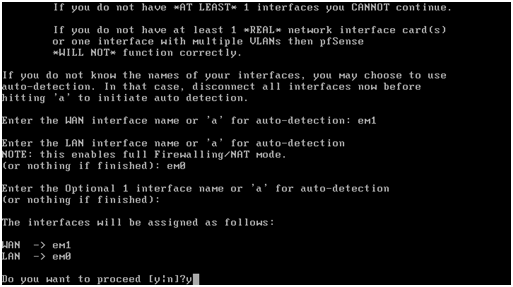 If you do not have *AT LEAST* 1 interfaces you CANNOT continue.
If you do not have at least 1 *REAL* network interface card(s)
or one interface with multiple VLANs then pfSense
*WILL NOT* function correctly.
If you do not know the names of your interfaces, you may choose to use
auto-detection. In that case, disconnect all interfaces now before
hitting 'a' to initiate auto detection.
Enter the WAN interface name or 'a' for auto-detection: em1
Enter the LAN interface name or 'a' for auto-detection
NOTE: this enables full Firewalling/NAT mode.
(or nothing if finished): em0
Enter the Optional 1 interface name or 'a' for auto-detection
(or nothing if finished):
The interfaces will be assigned as follows:
WAN  -> em1
LAN  -> em0
Do you want to proceed [y|n]?y